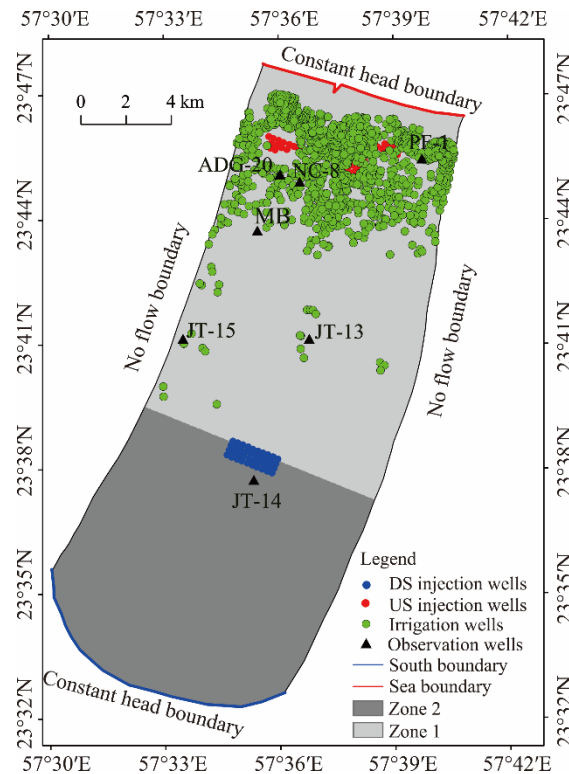 57°30'E 57°33'E 57°36'E 57°39'E 57°42'E
23°47'N
23°44'N
23°41'N
23°38'N
23°35'N
23°32'N
Constant head boundary
0 2 4 km
PF-1
ADG-20
NC-8
MB
JT-15
JT-13
No flow boundary
No flow boundary
JT-14
Constant head boundary
Legend
DS injection wells
US injection wells
Irrigation wells
Observation wells
South boundary
Sea boundary
Zone 2
Zone 1
23°47'N
23°44'N
23°41'N
23°38'N
23°35'N
23°32'N
57°30'E 57°33'E 57°36'E 57°39'E 57°42'E